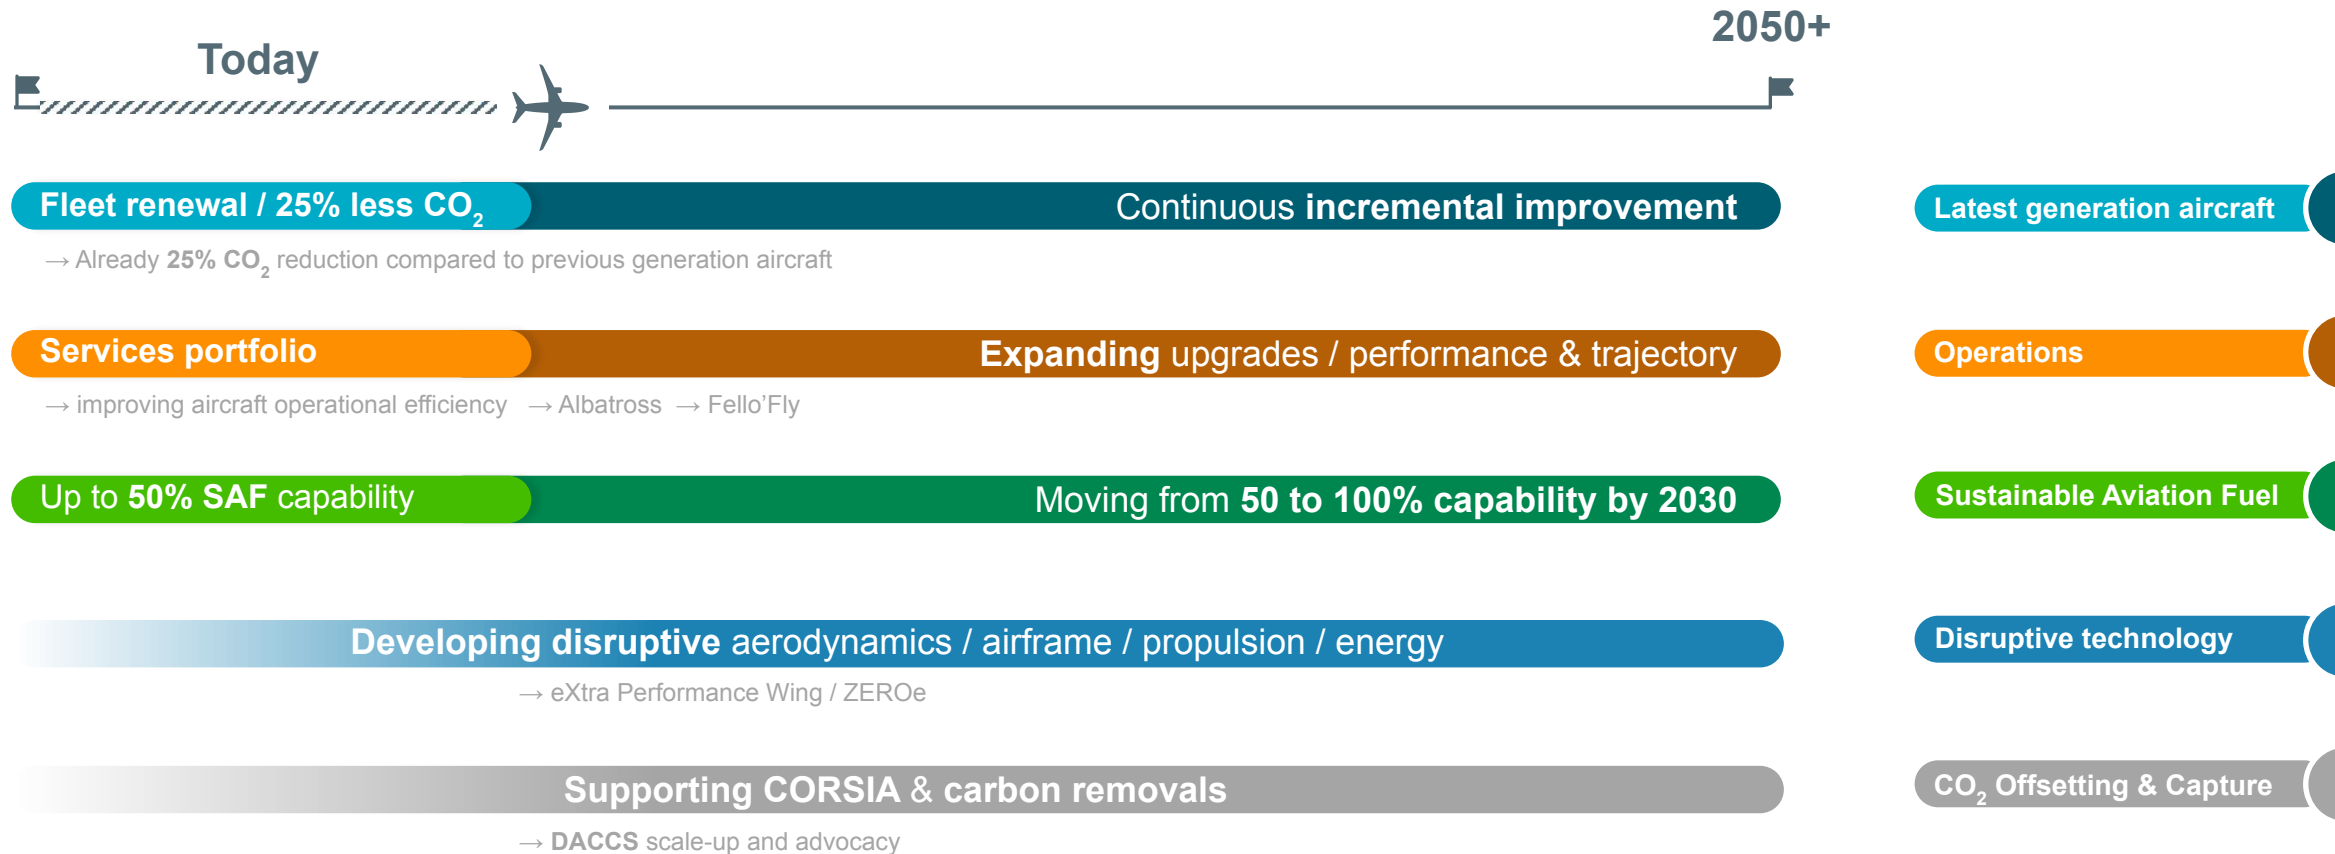 Today
2050+
Fleet renewal / 25% less CO₂
Continuous incremental improvement
Latest generation aircraft
→ Already 25% CO₂ reduction compared to previous generation aircraft
Services portfolio
Expanding upgrades / performance & trajectory
Operations
→ improving aircraft operational efficiency → Albatross → Fello’Fly
Up to 50% SAF capability
Moving from 50 to 100% capability by 2030
Sustainable Aviation Fuel
Developing disruptive aerodynamics / airframe / propulsion / energy
Disruptive technology
→ eXtra Performance Wing / ZEROe
Supporting CORSIA & carbon removals
CO₂ Offsetting & Capture
→ DACCS scale-up and advocacy